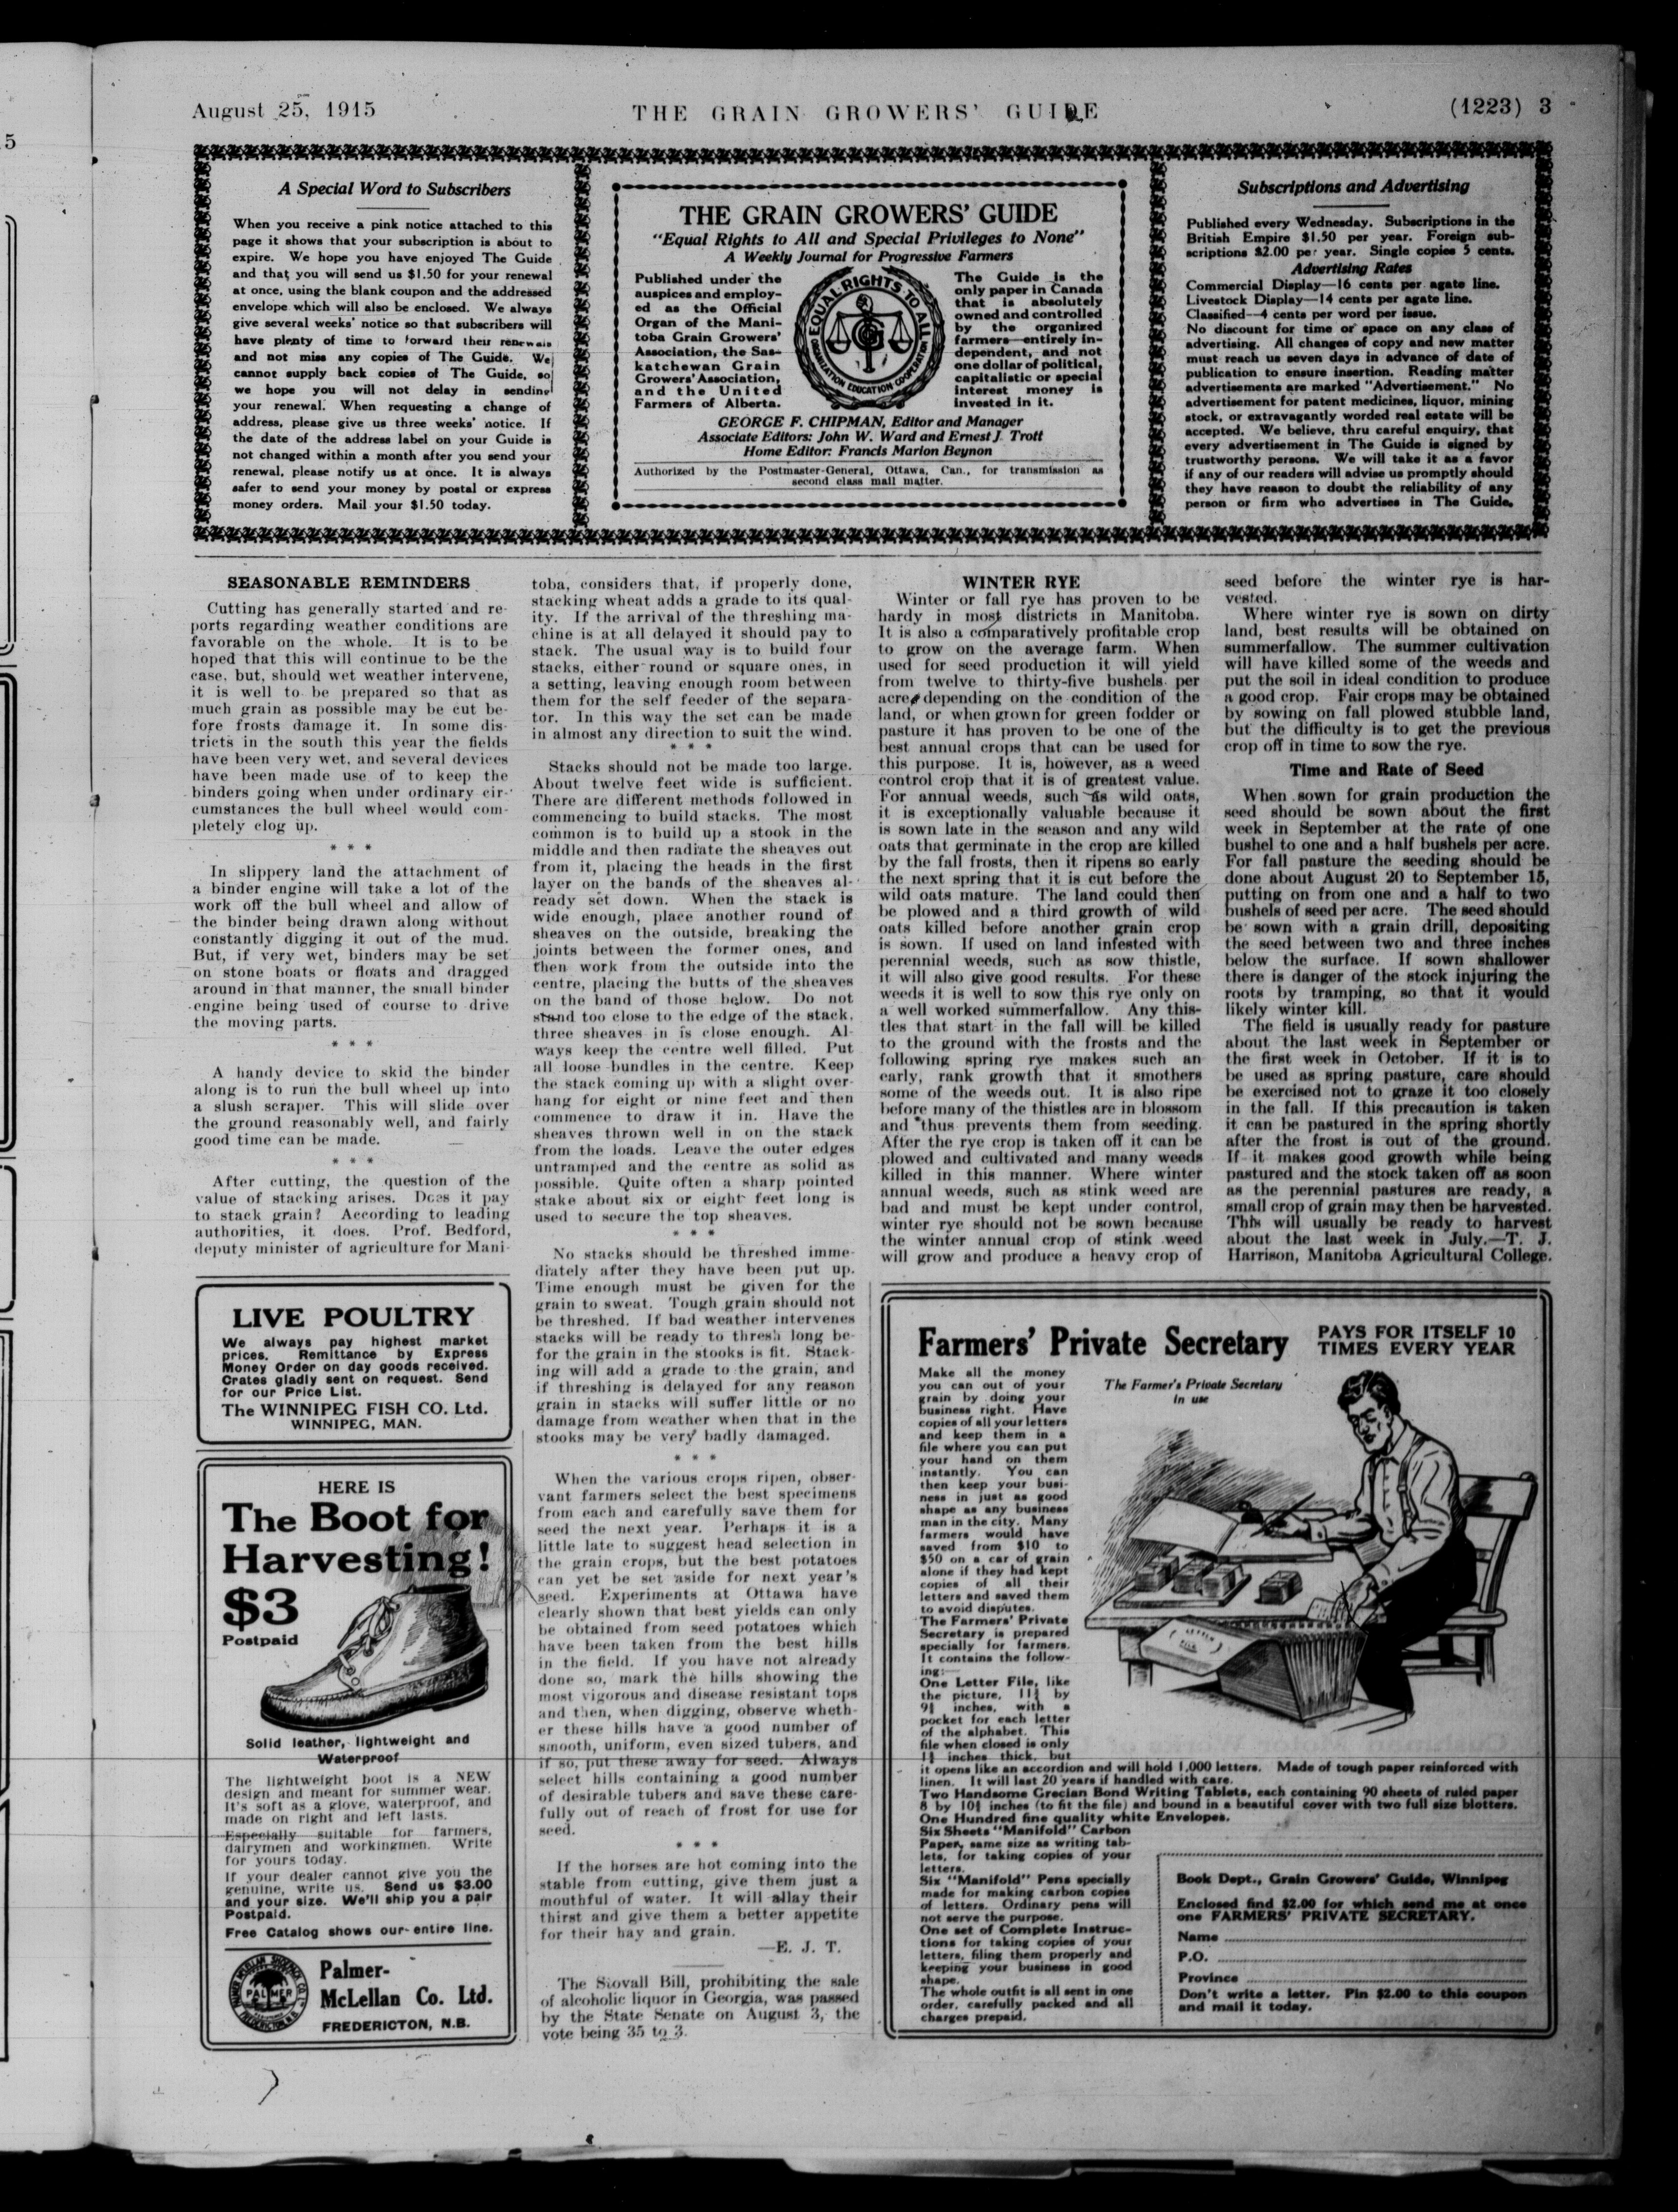 August 25, 1915
THE GRAIN GROWERS' GUIDE
(1223) 3
A Special Word to Subscribers
When you receive a pink notice attached to this
page it shows that your subscription is about to
expire. We hope you have enjoyed The Guide
and that you will send us $1.50 for your renewal
at once, using the blank coupon and the addressed
envelope which will also be enclosed. We always
give several weeks' notice so that subscribers will
have plenty of time to forward their renewals
and not miss any copies of The Guide. We
cannot supply back copies of The Guide, so
we hope you will not delay in sending
your renewal. When requesting a change of
address, please give us three weeks' notice. If
the date of the address label on your Guide is
not changed within a month after you send your
renewal, please notify us at once. It is always
safer to send your money by postal or express
money orders. Mail your $1.50 today.
THE GRAIN GROWERS' GUIDE
"Equal Rights to All and Special Privileges to None"
A Weekly Journal for Progressive Farmers
Published under the
auspices and employ-
ed as the Official
Organ of the Mani-
toba Grain Growers'
Association, the Sas-
katchewan Grain
Growers' Association,
and the United
Farmers of Alberta.
EQUAL RIGHTS TO ALL
ORGANIZATION EDUCATION COOPERATION
GG
The Guide is the
only paper in Canada
that is absolutely
owned and controlled
by the organized
farmers—entirely in-
dependent, and not
one dollar of political,
capitalistic or special
interest money is
invested in it.
GEORGE F. CHIPMAN, Editor and Manager
Associate Editors: John W. Ward and Ernest J. Trott
Home Editor: Francis Marion Beynon
Authorized by the Postmaster-General, Ottawa, Can., for transmission as
second class mail matter.
Subscriptions and Advertising
Published every Wednesday. Subscriptions in the
British Empire $1.50 per year. Foreign sub-
scriptions $2.00 per year. Single copies 5 cents.
Advertising Rates
Commercial Display—16 cents per agate line.
Livestock Display—14 cents per agate line.
Classified—4 cents per word per issue.
No discount for time or space on any class of
advertising. All changes of copy and new matter
must reach us seven days in advance of date of
publication to ensure insertion. Reading matter
advertisements are marked "Advertisement." No
advertisement for patent medicines, liquor, mining
stock, or extravagantly worded real estate will be
accepted. We believe, thru careful enquiry, that
every advertisement in The Guide is signed by
trustworthy persons. We will take it as a favor
if any of our readers will advise us promptly should
they have reason to doubt the reliability of any
person or firm who advertises in The Guide.
SEASONABLE REMINDERS
Cutting has generally started and re-
ports regarding weather conditions are
favorable on the whole. It is to be
hoped that this will continue to be the
case, but, should wet weather intervene,
it is well to be prepared so that as
much grain as possible may be cut be-
fore frosts damage it. In some dis-
tricts in the south this year the fields
have been very wet, and several devices
have been made use of to keep the
binders going when under ordinary cir-
cumstances the bull wheel would com-
pletely clog up.
* * *
In slippery land the attachment of
a binder engine will take a lot of the
work off the bull wheel and allow of
the binder being drawn along without
constantly digging it out of the mud.
But, if very wet, binders may be set
on stone boats or floats and dragged
around in that manner, the small binder
engine being used of course to drive
the moving parts.
* * *
A handy device to skid the binder
along is to run the bull wheel up into
a slush scraper. This will slide over
the ground reasonably well, and fairly
good time can be made.
* * *
After cutting, the question of the
value of stacking arises. Does it pay
to stack grain? According to leading
authorities, it does. Prof. Bedford,
deputy minister of agriculture for Mani-
toba, considers that, if properly done,
stacking wheat adds a grade to its qual-
ity. If the arrival of the threshing ma-
chine is at all delayed it should pay to
stack. The usual way is to build four
stacks, either round or square ones, in
a setting, leaving enough room between
them for the self feeder of the separa-
tor. In this way the set can be made
in almost any direction to suit the wind.
* * *
Stacks should not be made too large.
About twelve feet wide is sufficient.
There are different methods followed in
commencing to build stacks. The most
common is to build up a stook in the
middle and then radiate the sheaves out
from it, placing the heads in the first
layer on the bands of the sheaves al-
ready set down. When the stack is
wide enough, place another round of
sheaves on the outside, breaking the
joints between the former ones, and
then work from the outside into the
centre, placing the butts of the sheaves
on the band of those below. Do not
stand too close to the edge of the stack,
three sheaves in is close enough. Al-
ways keep the centre well filled. Put
all loose bundles in the centre. Keep
the stack coming up with a slight over-
hang for eight or nine feet and then
commence to draw it in. Have the
sheaves thrown well in on the stack
from the loads. Leave the outer edges
untramped and the centre as solid as
possible. Quite often a sharp pointed
stake about six or eight feet long is
used to secure the top sheaves.
* * *
No stacks should be threshed imme-
diately after they have been put up.
Time enough must be given for the
grain to sweat. Tough grain should not
be threshed. If bad weather intervenes
stacks will be ready to thresh long be-
for the grain in the stooks is fit. Stack-
ing will add a grade to the grain, and
if threshing is delayed for any reason
grain in stacks will suffer little or no
damage from weather when that in the
stooks may be very badly damaged.
* * *
When the various crops ripen, obser-
vant farmers select the best specimens
from each and carefully save them for
seed the next year. Perhaps it is a
little late to suggest head selection in
the grain crops, but the best potatoes
can yet be set aside for next year's
seed. Experiments at Ottawa have
clearly shown that best yields can only
be obtained from seed potatoes which
have been taken from the best hills
in the field. If you have not already
done so, mark the hills showing the
most vigorous and disease resistant tops
and then, when digging, observe wheth-
er these hills have a good number of
smooth, uniform, even sized tubers, and
if so, put these away for seed. Always
select hills containing a good number
of desirable tubers and save these care-
fully out of reach of frost for use for
seed.
* * *
If the horses are hot coming into the
stable from cutting, give them just a
mouthful of water. It will allay their
thirst and give them a better appetite
for their hay and grain.
—E. J. T.
The Stovall Bill, prohibiting the sale
of alcoholic liquor in Georgia, was passed
by the State Senate on August 3, the
vote being 35 to 3.
WINTER RYE
Winter or fall rye has proven to be
hardy in most districts in Manitoba.
It is also a comparatively profitable crop
to grow on the average farm. When
used for seed production it will yield
from twelve to thirty-five bushels per
acre depending on the condition of the
land, or when grown for green fodder or
pasture it has proven to be one of the
best annual crops that can be used for
this purpose. It is, however, as a weed
control crop that it is of greatest value.
For annual weeds, such as wild oats,
it is exceptionally valuable because it
is sown late in the season and any wild
oats that germinate in the crop are killed
by the fall frosts, then it ripens so early
the next spring that it is cut before the
wild oats mature. The land could then
be plowed and a third growth of wild
oats killed before another grain crop
is sown. If used on land infested with
perennial weeds, such as sow thistle,
it will also give good results. For these
weeds it is well to sow this rye only on
a well worked summerfallow. Any this-
tles that start in the fall will be killed
to the ground with the frosts and the
following spring rye makes such an
early, rank growth that it smothers
some of the weeds out. It is also ripe
before many of the thistles are in blossom
and thus prevents them from seeding.
After the rye crop is taken off it can be
plowed and cultivated and many weeds
killed in this manner. Where winter
annual weeds, such as stink weed are
bad and must be kept under control,
winter rye should not be sown because
the winter annual crop of stink weed
will grow and produce a heavy crop of
seed before the winter rye is har-
vested.
Where winter rye is sown on dirty
land, best results will be obtained on
summerfallow. The summer cultivation
will have killed some of the weeds and
put the soil in ideal condition to produce
a good crop. Fair crops may be obtained
by sowing on fall plowed stubble land,
but the difficulty is to get the previous
crop off in time to sow the rye.
Time and Rate of Seed
When sown for grain production the
seed should be sown about the first
week in September at the rate of one
bushel to one and a half bushels per acre.
For fall pasture the seeding should be
done about August 20 to September 15,
putting on from one and a half to two
bushels of seed per acre. The seed should
be sown with a grain drill, depositing
the seed between two and three inches
below the surface. If sown shallower
there is danger of the stock injuring the
roots by tramping, so that it would
likely winter kill.
The field is usually ready for pasture
about the last week in September or
the first week in October. If it is to
be used as spring pasture, care should
be exercised not to graze it too closely
in the fall. If this precaution is taken
it can be pastured in the spring shortly
after the frost is out of the ground.
If it makes good growth while being
pastured and the stock taken off as soon
as the perennial pastures are ready, a
small crop of grain may then be harvested.
This will usually be ready to harvest
about the last week in July.—T. J.
Harrison, Manitoba Agricultural College.
LIVE POULTRY
We always pay highest market
prices. Remittance by Express
Money Order on day goods received.
Crates gladly sent on request. Send
for our Price List.
The WINNIPEG FISH CO. Ltd.
WINNIPEG, MAN.
HERE IS
The Boot for
Harvesting!
$3
Postpaid
Solid leather, lightweight and
Waterproof
The lightweight boot is a NEW
design and meant for summer wear.
It's soft as a glove, waterproof, and
made on right and left lasts.
Especially suitable for farmers,
dairymen and workingmen. Write
for yours today.
If your dealer cannot give you the
genuine, write us. Send us $3.00
and your size. We'll ship you a pair
Postpaid.
Free Catalog shows our entire line.
PALMER
Palmer-
McLellan Co. Ltd.
FREDERICTON, N.B.
Farmers' Private Secretary
PAYS FOR ITSELF 10
TIMES EVERY YEAR
The Farmer's Private Secretary
in use
Make all the money
you can out of your
grain by doing your
business right. Have
copies of all your letters
and keep them in a
file where you can put
your hand on them
instantly. You can
then keep your busi-
ness in just as good
shape as any business
man in the city. Many
farmers would have
saved from $10 to
$50 on a car of grain
alone if they had kept
copies of all their
letters and saved them
to avoid disputes.
The Farmers' Private
Secretary is prepared
specially for farmers.
It contains the follow-
ing:—
One Letter File, like
the picture, 11¾ by
9½ inches, with a
pocket for each letter
of the alphabet. This
file when closed is only
1¼ inches thick, but
it opens like an accordion and will hold 1,000 letters. Made of tough paper reinforced with
linen. It will last 20 years if handled with care.
Two Handsome Grecian Bond Writing Tablets, each containing 90 sheets of ruled paper
8 by 10½ inches (to fit the file) and bound in a beautiful cover with two full size blotters.
One Hundred fine quality white Envelopes.
Six Sheets "Manifold" Carbon
Paper, same size as writing tab-
lets, for taking copies of your
letters.
Six "Manifold" Pens specially
made for making carbon copies
of letters. Ordinary pens will
not serve the purpose.
One set of Complete Instruc-
tions for taking copies of your
letters, filing them properly and
keeping your business in good
shape.
The whole outfit is all sent in one
order, carefully packed and all
charges prepaid.
Book Dept., Grain Growers' Guide, Winnipeg
Enclosed find $2.00 for which send me at once
one FARMERS' PRIVATE SECRETARY.
Name
P.O.
Province
Don't write a letter. Pin $2.00 to this coupon
and mail it today.